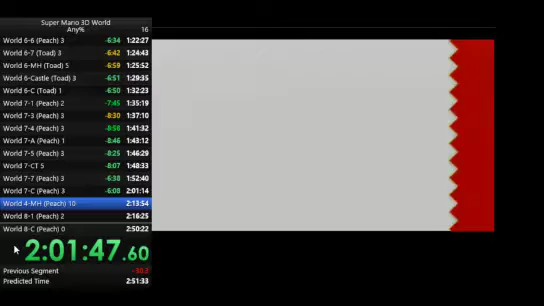 Super Mario 3D World
Any% 16
World 6-6 (Peach) 3 -6:34 1:22:27
World 6-7 (Toad) 3 -6:42 1:24:43
World 6-MH (Toad) 5 -6:59 1:25:52
World 6-Castle (Toad) 3 -6:51 1:29:35
World 6-C (Toad) 1 -6:50 1:32:23
World 7-1 (Peach) 2 -7:45 1:35:19
World 7-3 (Peach) 3 -8:30 1:37:10
World 7-4 (Peach) 3 -8:58 1:41:32
World 7-A (Peach) 1 -8:46 1:43:12
World 7-5 (Peach) 3 -8:25 1:46:29
World 7-CT 5 -8:07 1:48:33
World 7-7 (Peach) 3 -6:38 1:52:40
World 7-C (Peach) 3 -6:08 2:01:14
World 4-MH (Peach) 10 2:13:54
World 8-1 (Peach) 2 2:16:25
World 8-C (Peach) 0 2:50:22
2:01:47.60
Previous Segment
Predicted Time 2:51:33